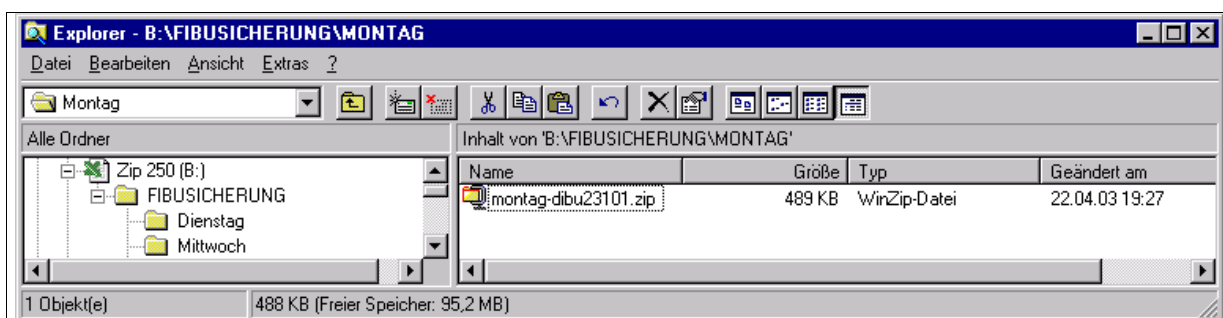 Explorer - B:\FIBUSICHERUNG\MONTAG
Datei Bearbeiten Ansicht Extras ?
Montag
Alle Ordner
Inhalt von 'B:\FIBUSICHERUNG\MONTAG'
Zip 250 (B:)
FIBUSICHERUNG
Dienstag
Mittwoch
Name Größe Typ Geändert am
montag-dibu23101.zip 489 KB WinZip-Datei 22.04.03 19:27
1 Objekt(e) 488 KB (Freier Speicher: 95,2 MB)